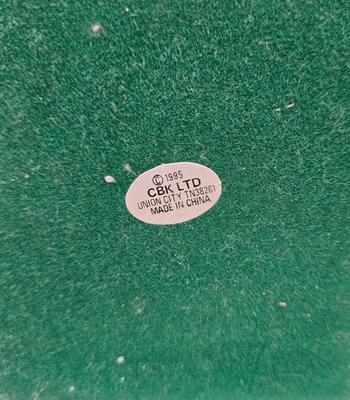 © 1995
CBK LTD
UNION CITY TN38261
MADE IN CHINA